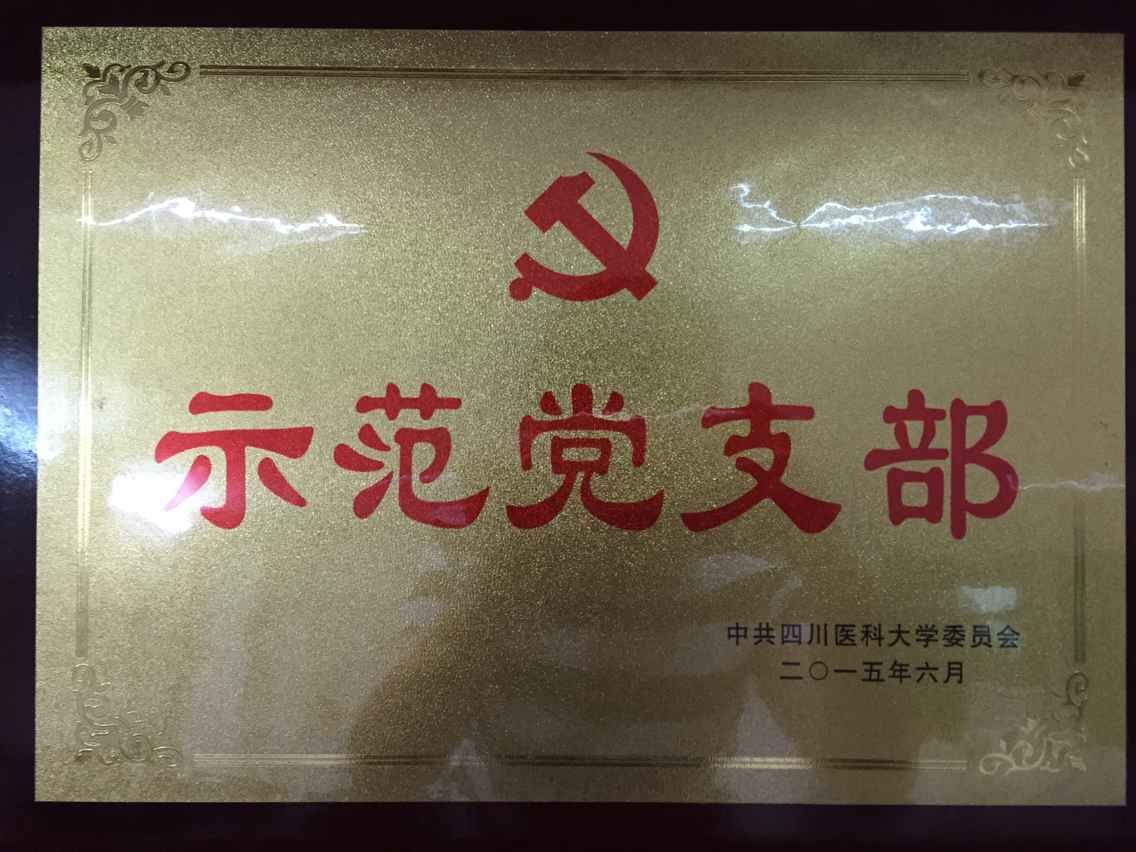 示范党支部
中共四川医科大学委员会
二〇一五年六月